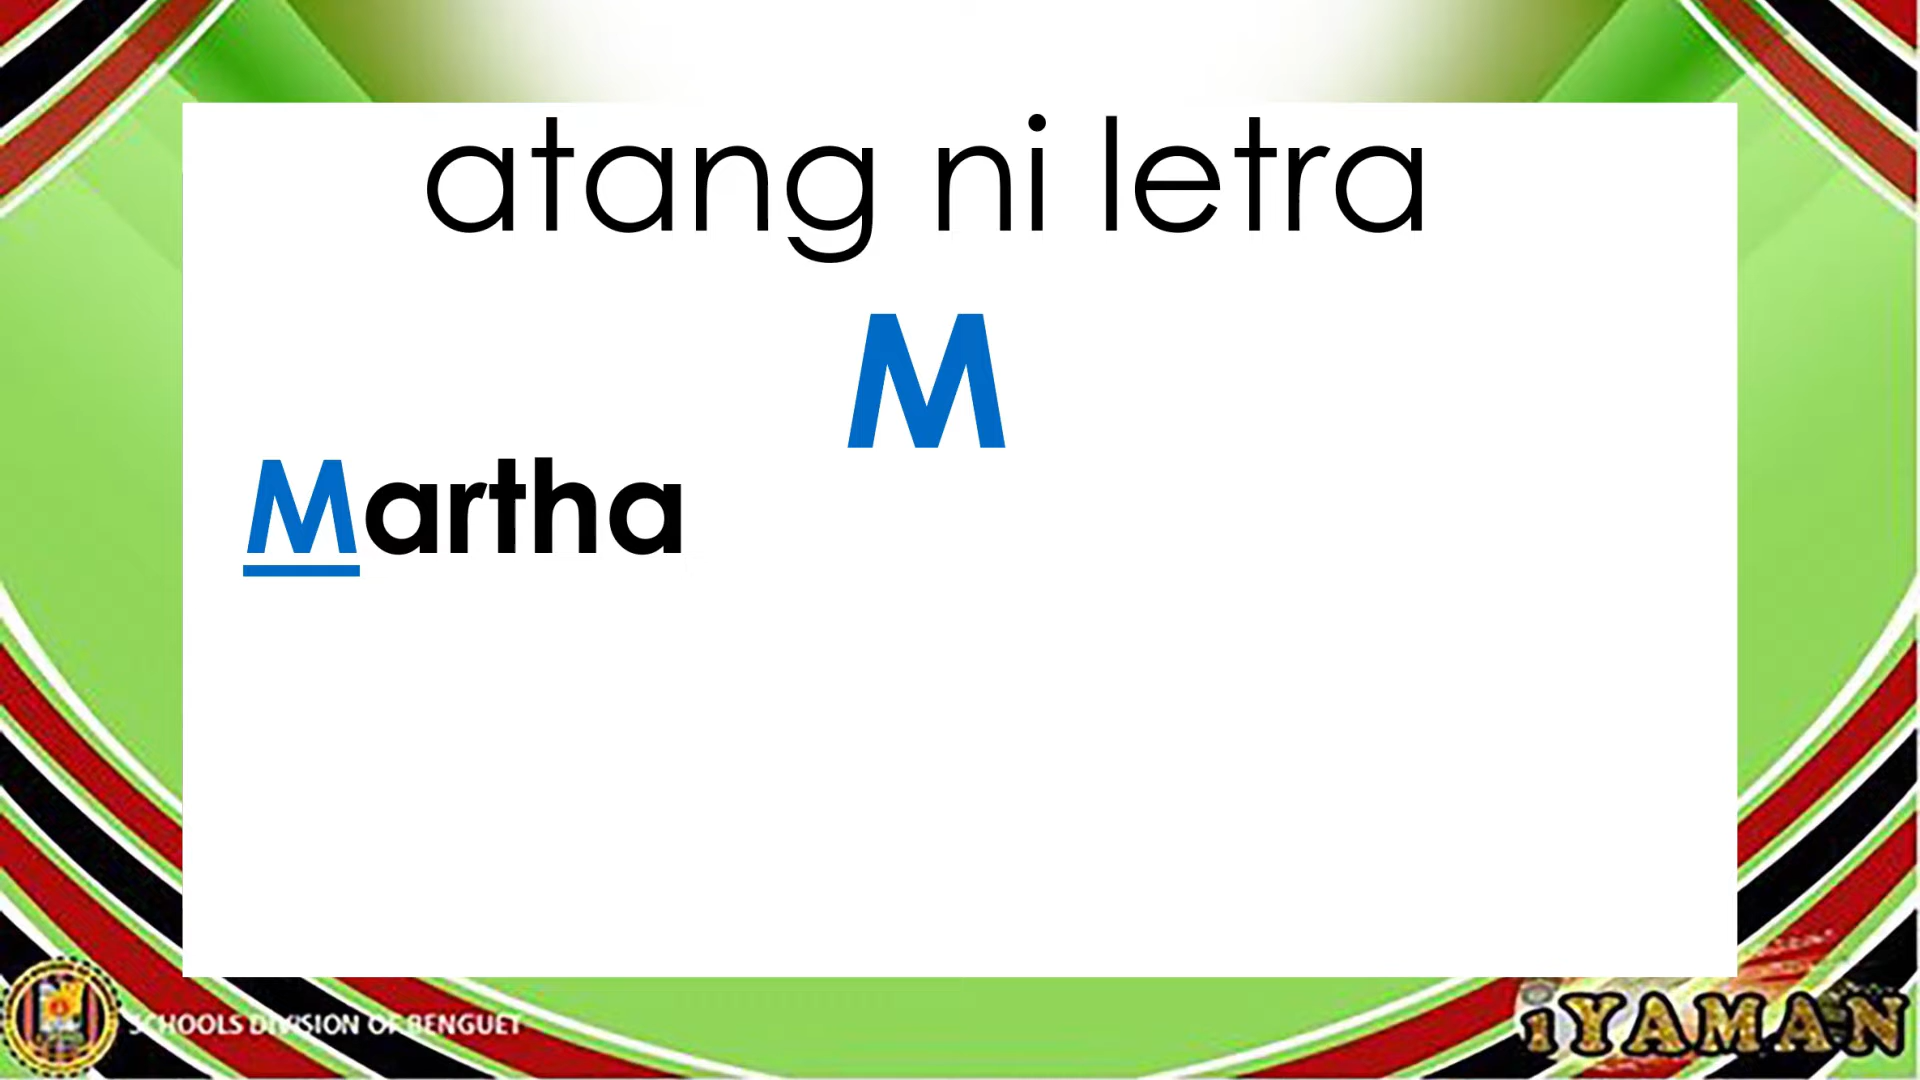 atang ni letra
M
Martha
SCHOOLS DIVISION OF BENGUET
iYAMAN